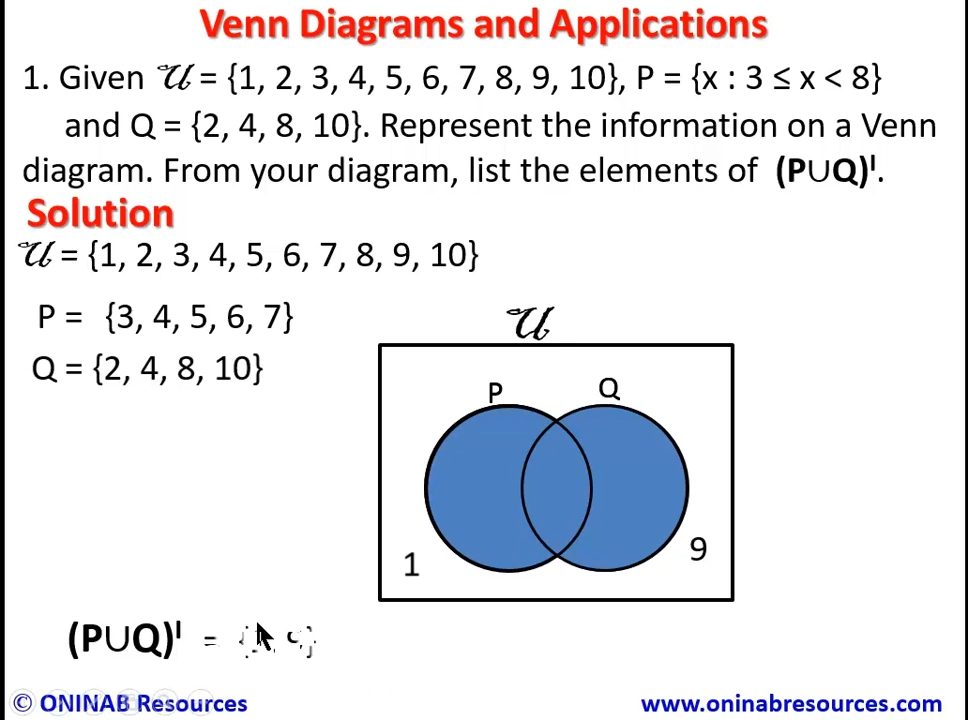 Venn Diagrams and Applications
1. Given 𝒰 = {1, 2, 3, 4, 5, 6, 7, 8, 9, 10}, P = {x : 3 ≤ x < 8}
and Q = {2, 4, 8, 10}. Represent the information on a Venn
diagram. From your diagram, list the elements of (P∪Q)ˡ.
Solution
𝒰 = {1, 2, 3, 4, 5, 6, 7, 8, 9, 10}
P = {3, 4, 5, 6, 7}
Q = {2, 4, 8, 10}
𝒰
P Q
1 9
(P∪Q)ˡ =
© ONINAB Resources www.oninabresources.com